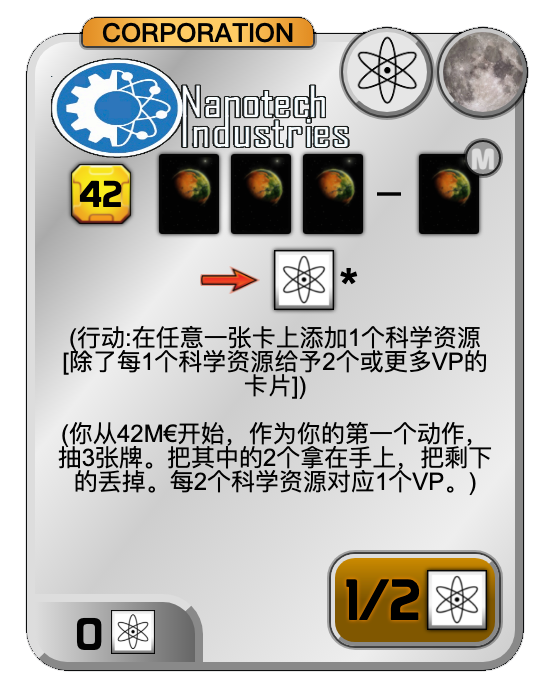 CORPORATION
Nanotech
Industries
42
–
M
*
(行动:在任意一张卡上添加1个科学资源
[除了每1个科学资源给予2个或更多VP的
卡片])
(你从42M€开始，作为你的第一个动作，
抽3张牌。把其中的2个拿在手上，把剩下
的丢掉。每2个科学资源对应1个VP。)
1/2
0